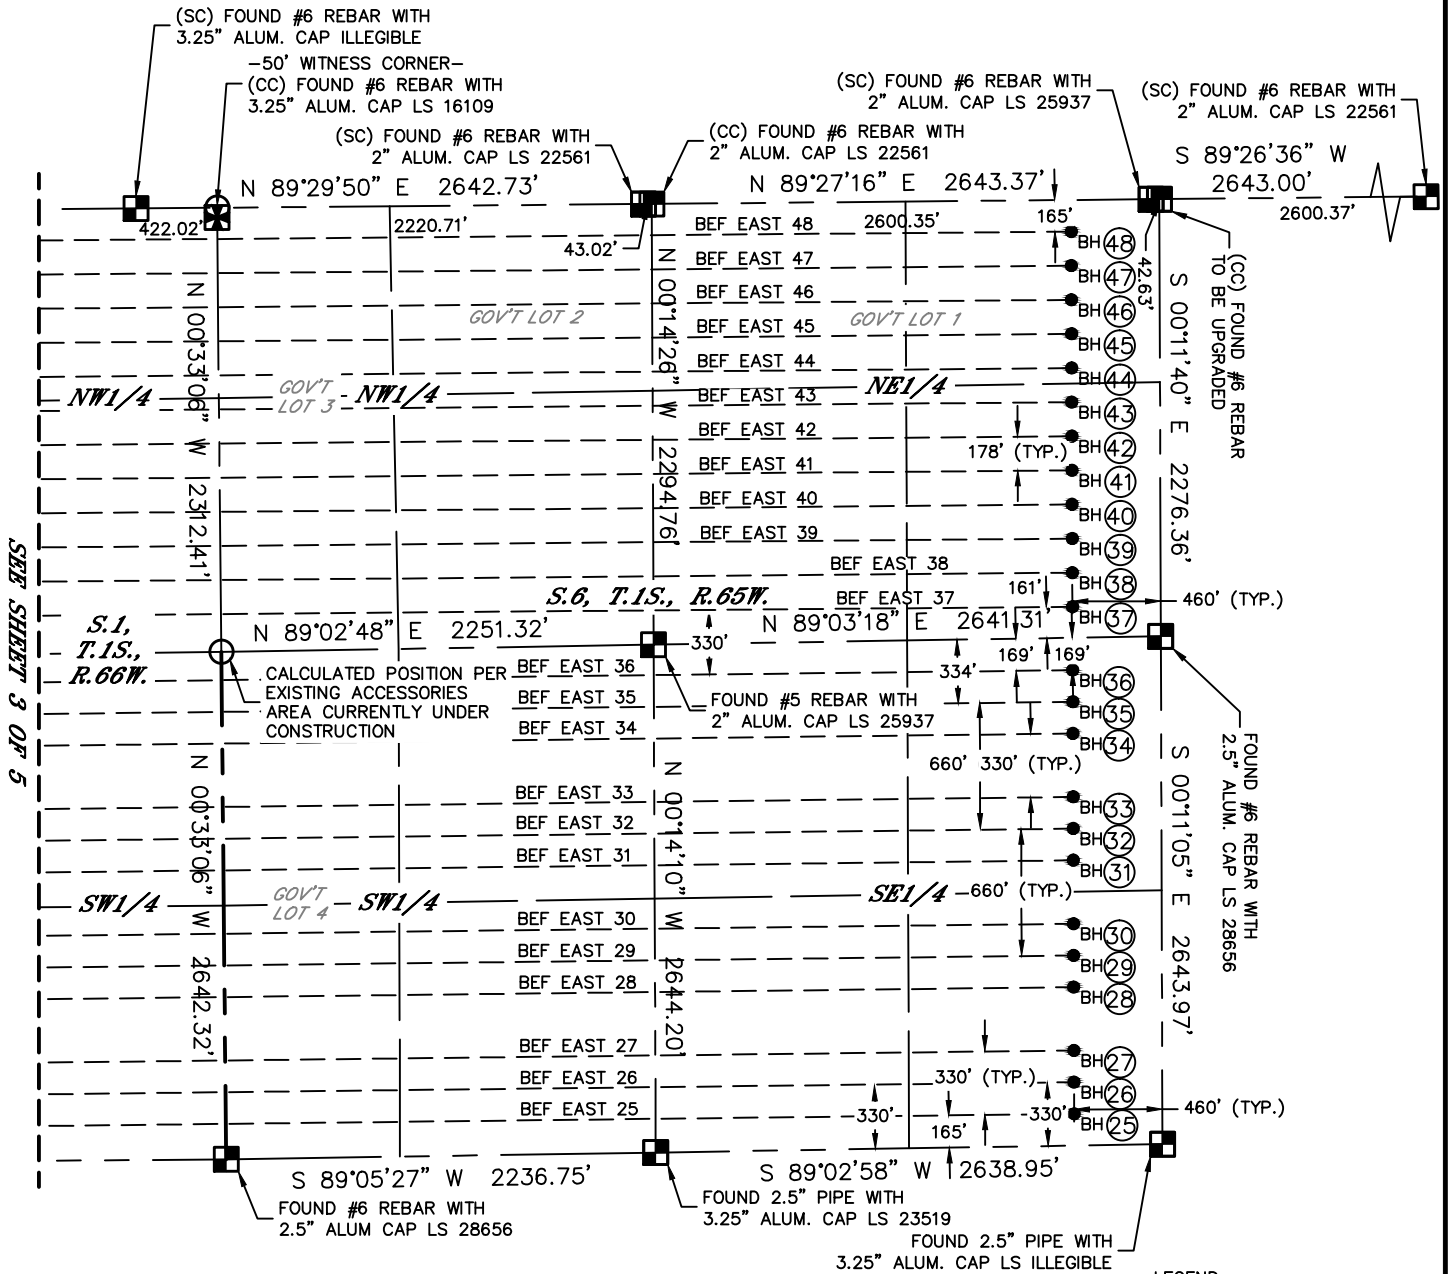 (SC) FOUND #6 REBAR WITH
3.25" ALUM. CAP ILLEGIBLE
-50' WITNESS CORNER-
(CC) FOUND #6 REBAR WITH
3.25" ALUM. CAP LS 16109
(SC) FOUND #6 REBAR WITH
2" ALUM. CAP LS 22561
(CC) FOUND #6 REBAR WITH
2" ALUM. CAP LS 22561
(SC) FOUND #6 REBAR WITH
2" ALUM. CAP LS 25937
(SC) FOUND #6 REBAR WITH
2" ALUM. CAP LS 22561
N 89°29'50" E 2642.73'
N 89°27'16" E 2643.37'
S 89°26'36" W
2643.00'
422.02'
2220.71'
43.02'
2600.35'
165'
42.63'
2600.37'
(CC) FOUND #6 REBAR
TO BE UPGRADED
BEF EAST 48
BH 48
BEF EAST 47
BH 47
BEF EAST 46
BH 46
GOV'T LOT 2
GOV'T LOT 1
BEF EAST 45
BH 45
BEF EAST 44
BH 44
NW1/4
GOV'T
LOT 3
NW1/4
NE1/4
BEF EAST 43
BH 43
BEF EAST 42
BH 42
178' (TYP.)
BEF EAST 41
BH 41
BEF EAST 40
BH 40
BEF EAST 39
BH 39
BEF EAST 38
BH 38
BEF EAST 37
BH 37
N 00°33'06" W 2312.41'
N 00°14'26" W 2294.76'
S 00°11'40" E 2276.36'
S.6, T.1S., R.65W.
161'
460' (TYP.)
S.1,
T.1S.,
R.66W.
N 89°02'48" E 2251.32'
N 89°03'18" E 2641.31'
330'
334'
169'
169'
CALCULATED POSITION PER
EXISTING ACCESSORIES
AREA CURRENTLY UNDER
CONSTRUCTION
BEF EAST 36
BH 36
BEF EAST 35
BH 35
BEF EAST 34
BH 34
FOUND #5 REBAR WITH
2" ALUM. CAP LS 25937
FOUND #6 REBAR WITH
2.5" ALUM. CAP LS 28656
660'
330' (TYP.)
BEF EAST 33
BH 33
BEF EAST 32
BH 32
BEF EAST 31
BH 31
SW1/4
GOV'T
LOT 4
SW1/4
SE1/4
660' (TYP.)
BEF EAST 30
BH 30
BEF EAST 29
BH 29
BEF EAST 28
BH 28
N 00°33'06" W 2642.32'
N 00°14'10" W 2644.20'
S 00°11'05" E 2643.97'
BEF EAST 27
BH 27
BEF EAST 26
BH 26
BEF EAST 25
BH 25
330' (TYP.)
330'
165'
330'
460' (TYP.)
S 89°05'27" W 2236.75'
S 89°02'58" W 2638.95'
FOUND #6 REBAR WITH
2.5" ALUM CAP LS 28656
FOUND 2.5" PIPE WITH
3.25" ALUM. CAP LS 23519
FOUND 2.5" PIPE WITH
3.25" ALUM. CAP LS ILLEGIBLE
SEE SHEET 3 OF 5
LEGEND